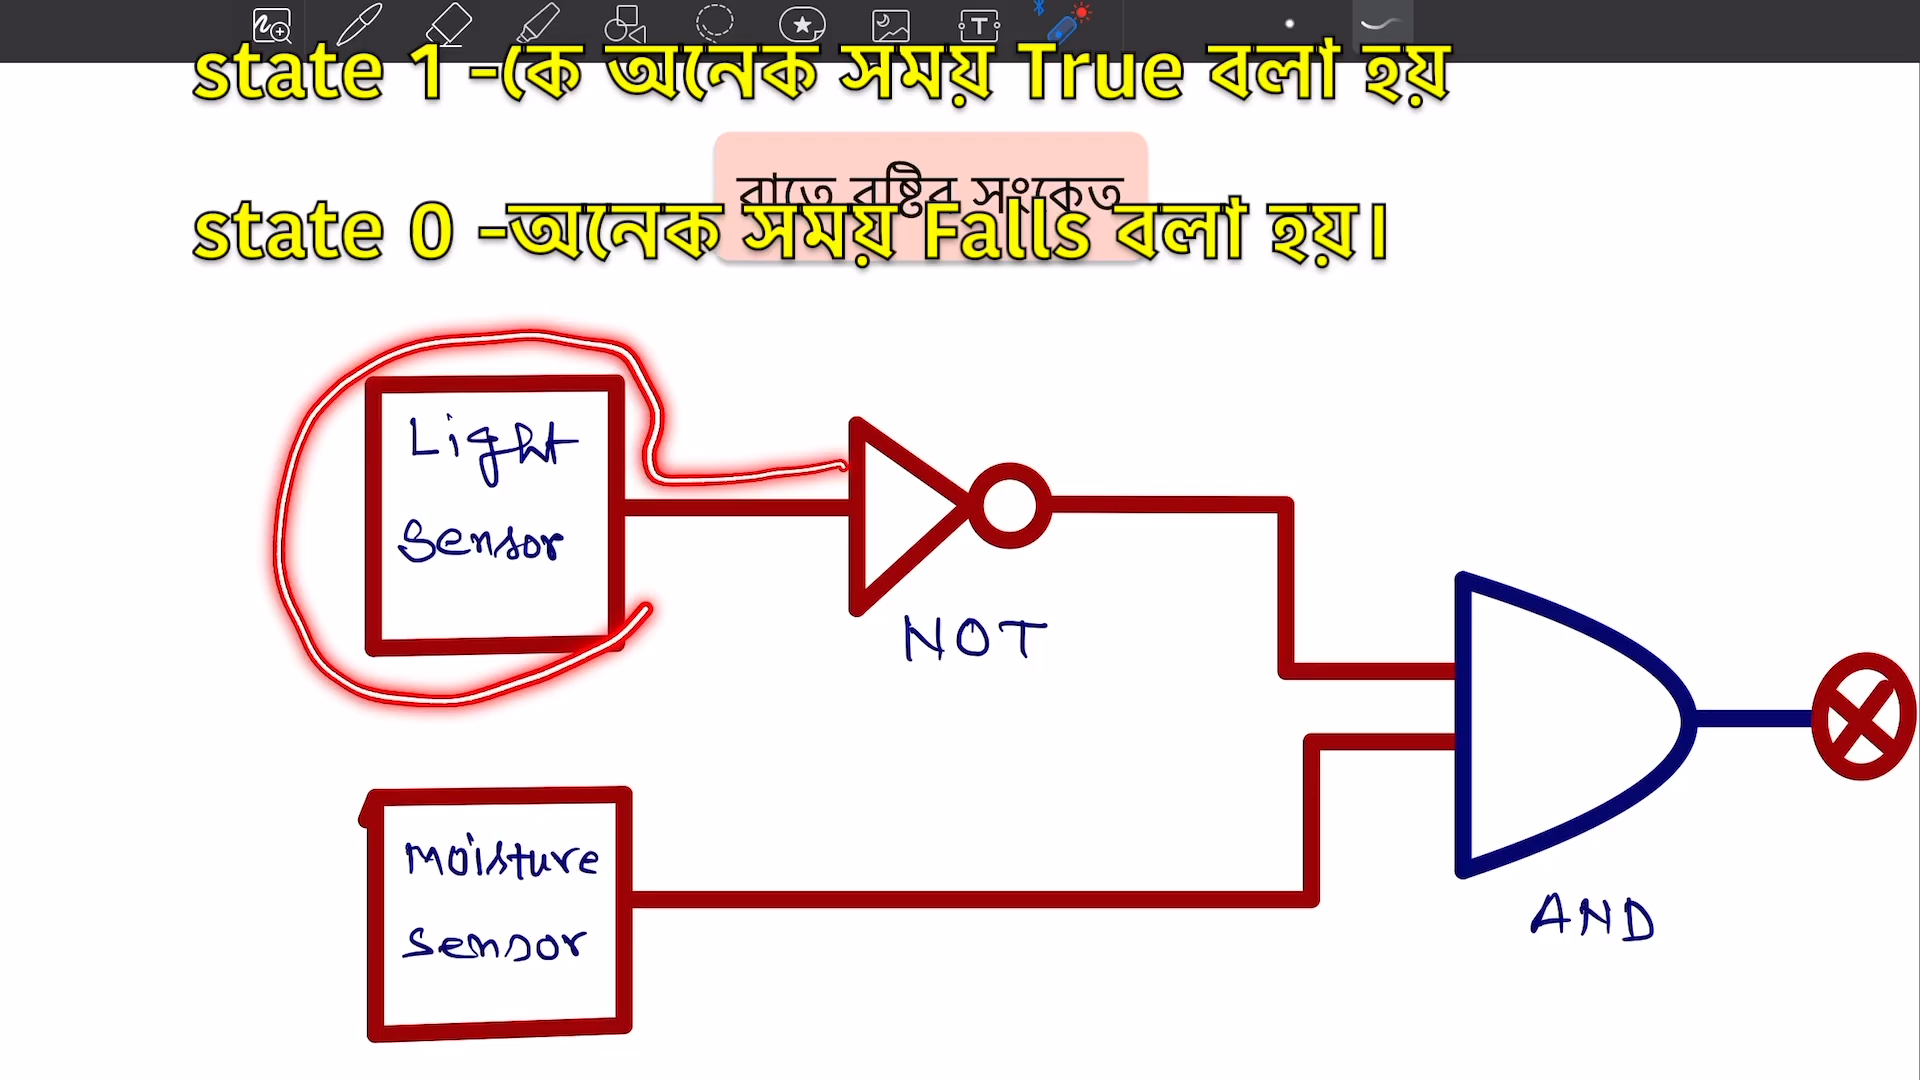 state 1 -কে অনেক সময় True বলা হয়
রাতে বৃষ্টির সংকেত
state 0 -অনেক সময় Falls বলা হয়।
Light
Sensor
NOT
Moisture
Sensor
AND